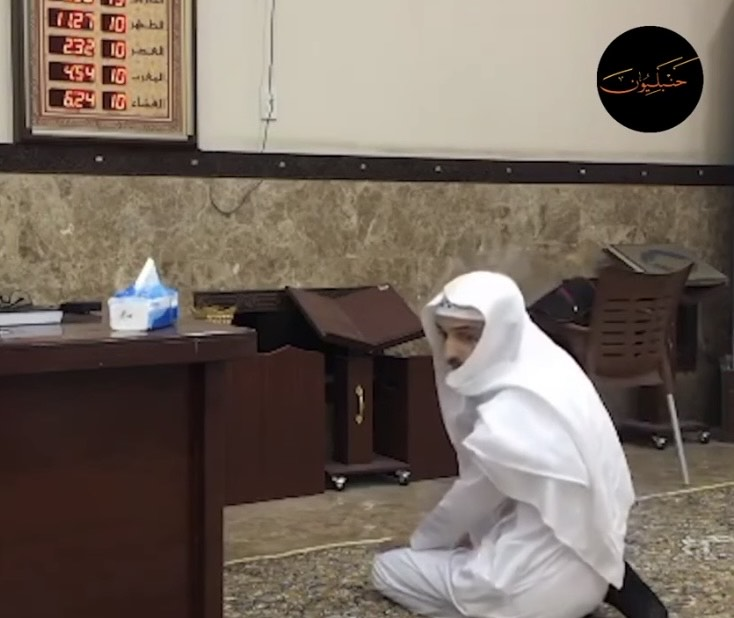 11:27 10 الظهر
2:32 10 العصر
4:54 10 المغرب
6:24 10 العشاء
حنبليون